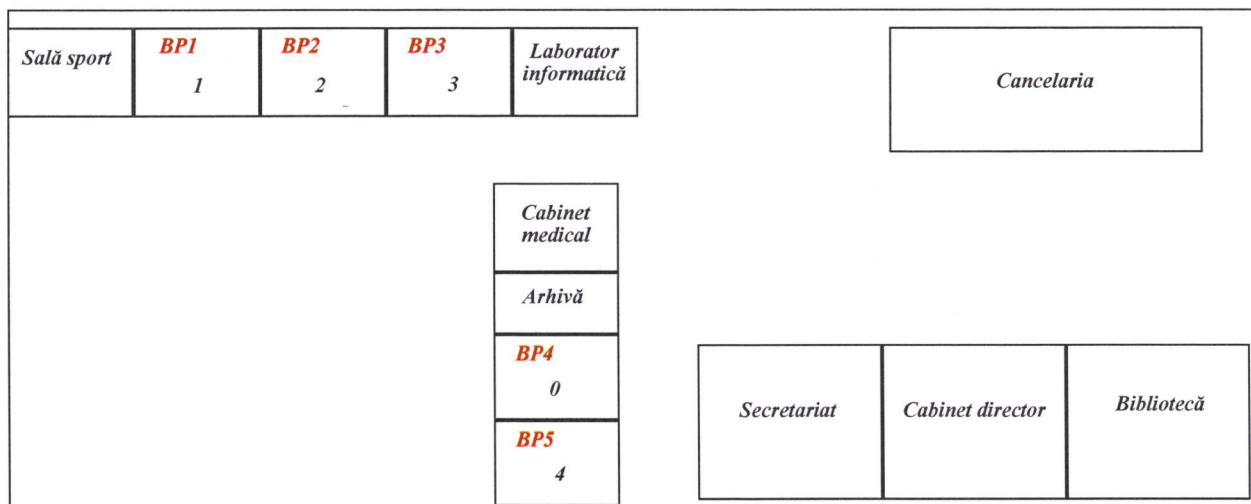 Sală sport
BP1
1
BP2
2
BP3
3
Laborator
informatică
Cancelaria
Cabinet
medical
Arhivă
BP4
0
BP5
4
Secretariat
Cabinet director
Bibliotecă